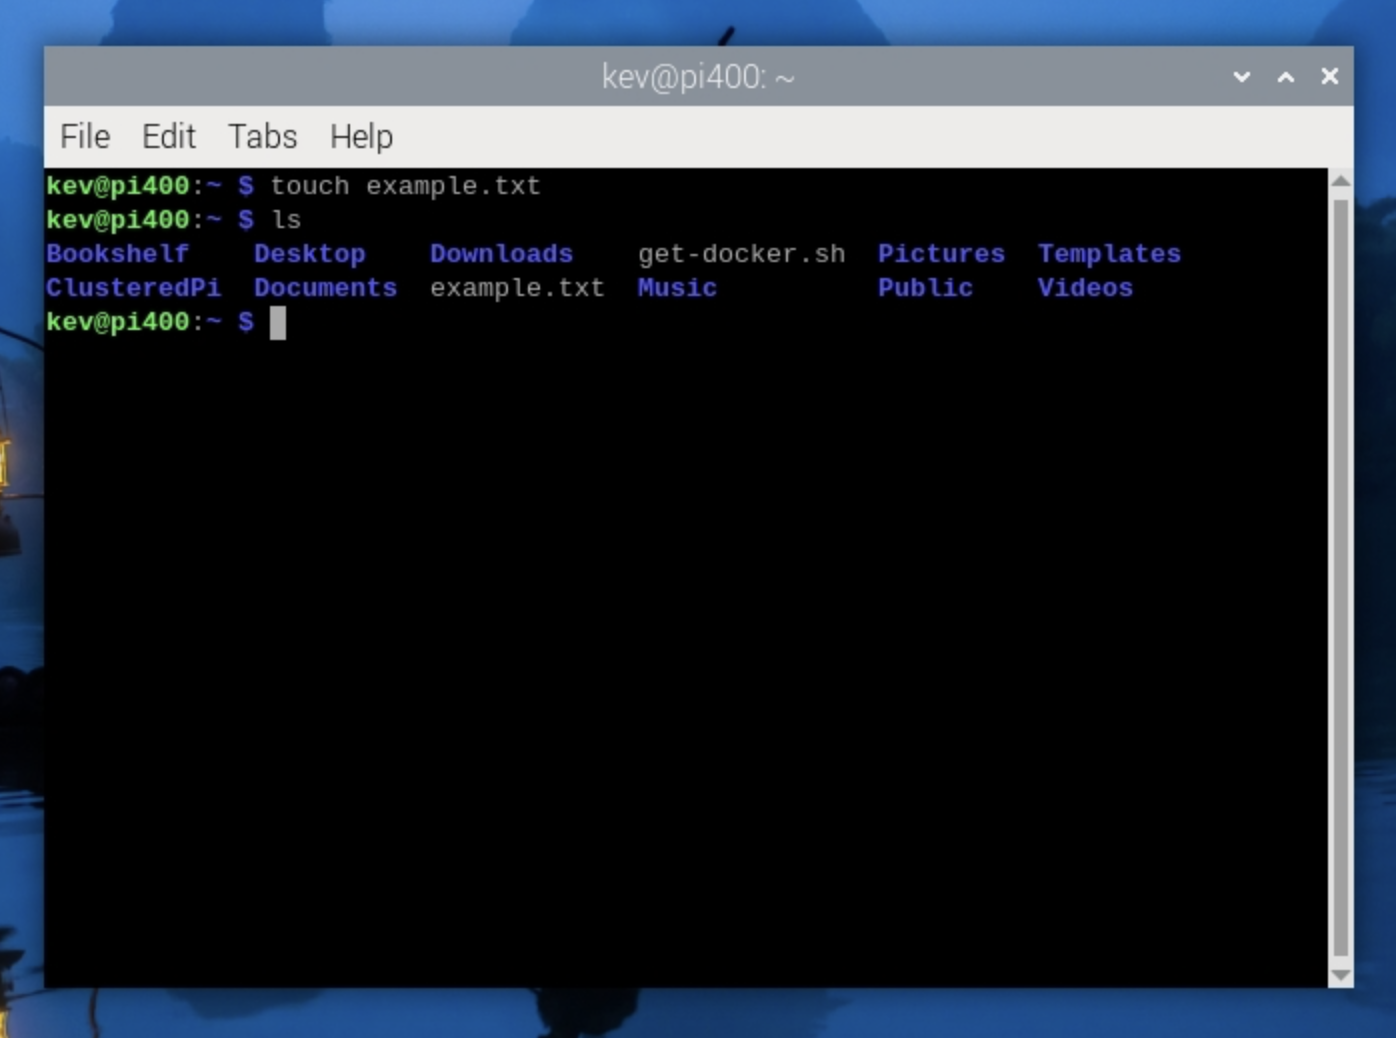 kev@pi400: ~
File Edit Tabs Help
kev@pi400:~ $ touch example.txt
kev@pi400:~ $ ls
Bookshelf Desktop Downloads get-docker.sh Pictures Templates
ClusteredPi Documents example.txt Music Public Videos
kev@pi400:~ $